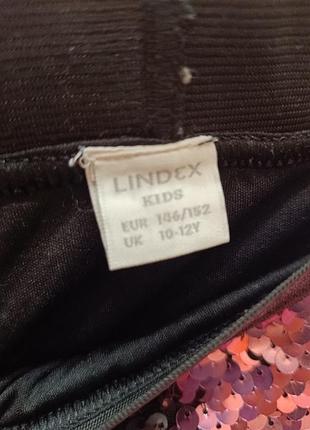 LINDEX
KIDS
EUR 146/152
UK 10-12Y